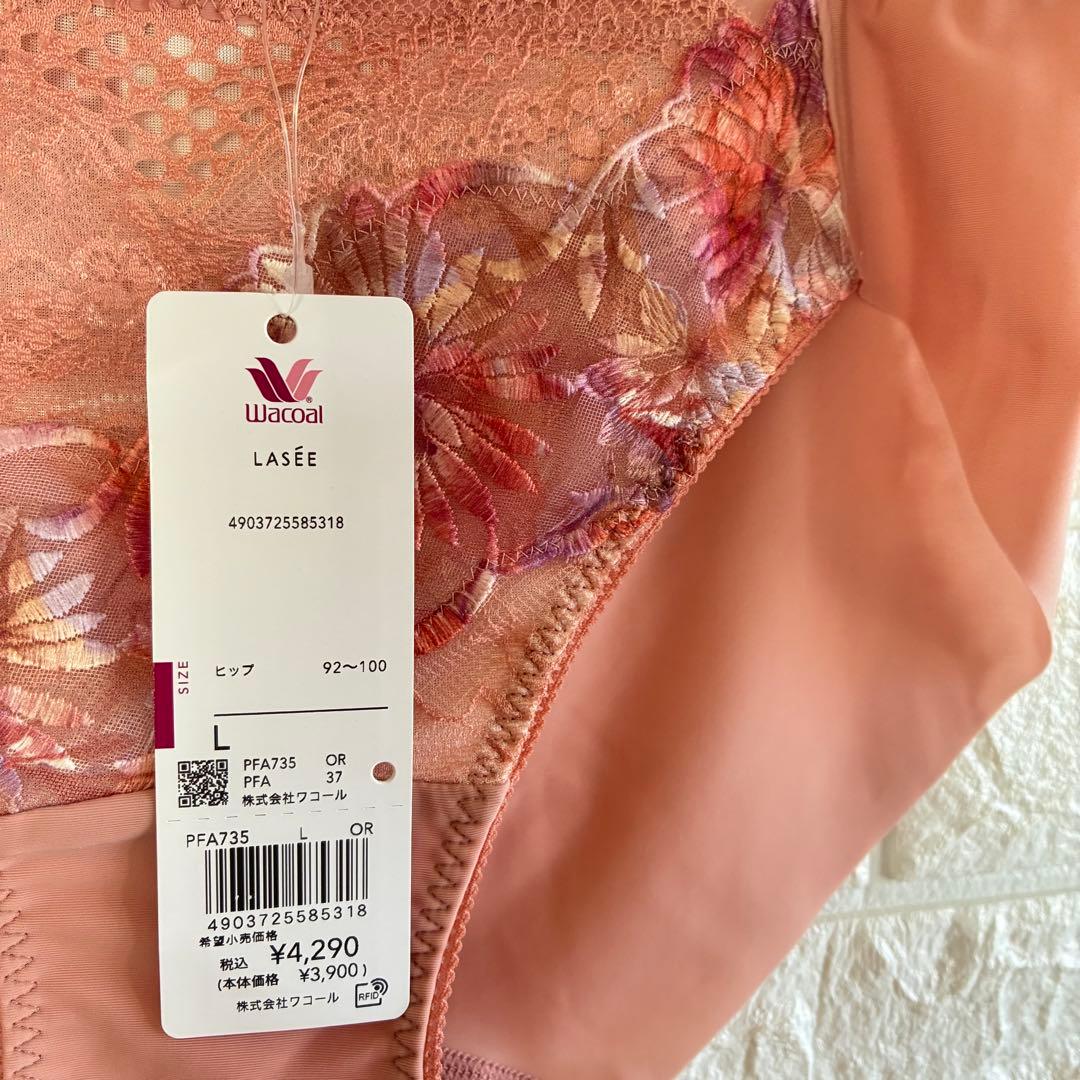 Wacoal
LASÉE
4903725585318
SIZE
ヒップ 92～100
L
PFA735 OR
PFA 37
株式会社ワコール
PFA735 L OR
4903725585318
希望小売価格
税込 ¥4,290
(本体価格 ¥3,900)
株式会社ワコール
RFID